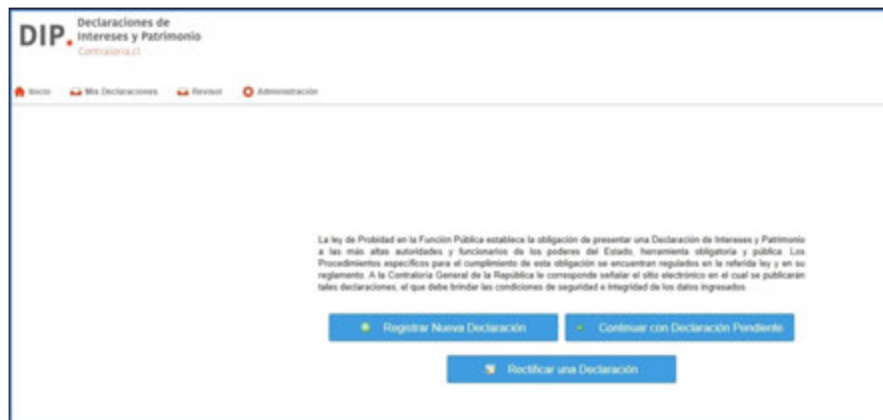 DIP.
Declaraciones de
Intereses y Patrimonio
Contraloria.cl
Inicio Mis Declaraciones Revisor Administración
La ley de Probidad en la Función Pública establece la obligación de presentar una Declaración de Intereses y Patrimonio
a las más altas autoridades y funcionarios de los poderes del Estado, herramienta obligatoria y pública. Los
Procedimientos específicos para el cumplimiento de esta obligación se encuentran regulados en la referida ley y en su
reglamento. A la Contraloría General de la República le corresponde señalar el sitio electrónico en el cual se publicarán
tales declaraciones, el que debe brindar las condiciones de seguridad e integridad de los datos ingresados.
Registrar Nueva Declaración Continuar con Declaración Pendiente
Rectificar una Declaración